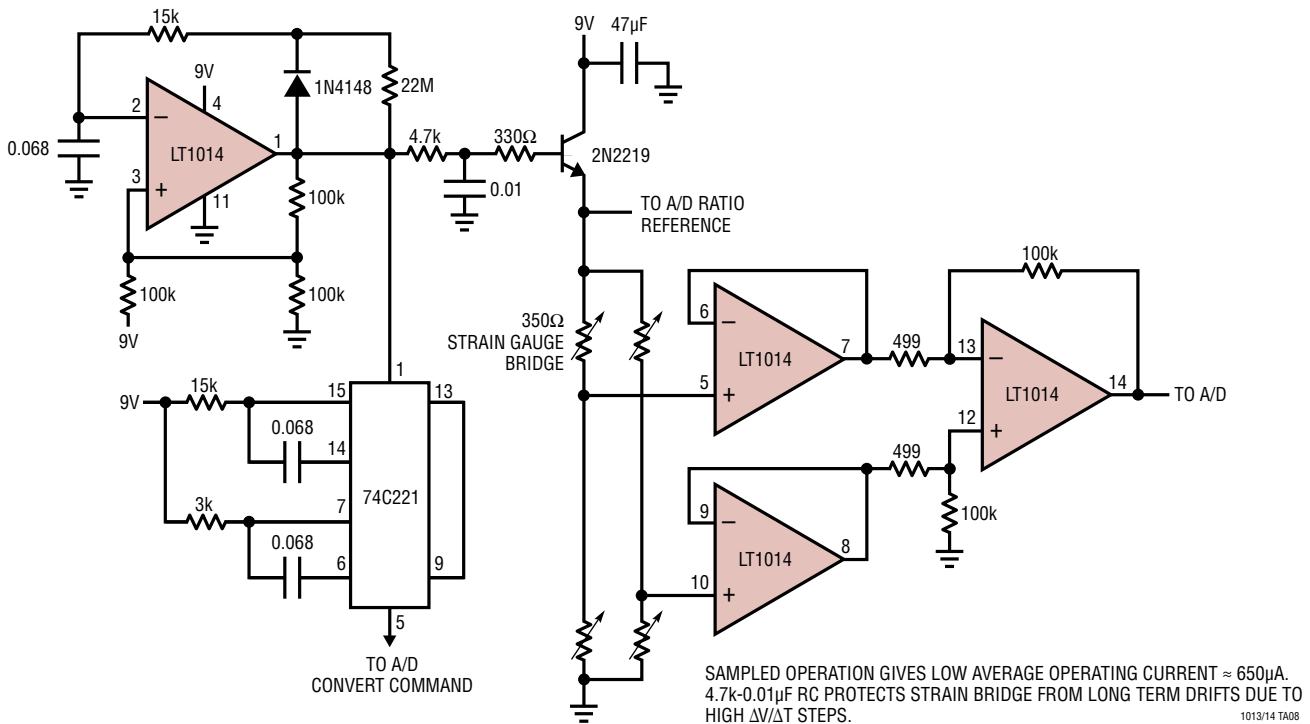 15k
9V
1N4148
22M
2
4
1
0.068
LT1014
3
11
100k
100k
100k
9V
4.7k
330Ω
0.01
9V
47µF
2N2219
TO A/D RATIO
REFERENCE
350Ω
STRAIN GAUGE
BRIDGE
6
7
LT1014
5
499
100k
13
14
LT1014
12
TO A/D
499
100k
9
8
LT1014
10
1
9V
15k
15
13
0.068
14
74C221
3k
7
0.068
6
9
5
TO A/D
CONVERT COMMAND
SAMPLED OPERATION GIVES LOW AVERAGE OPERATING CURRENT ≈ 650µA.
4.7k-0.01µF RC PROTECTS STRAIN BRIDGE FROM LONG TERM DRIFTS DUE TO
HIGH ∆V/∆T STEPS.
1013/14 TA08